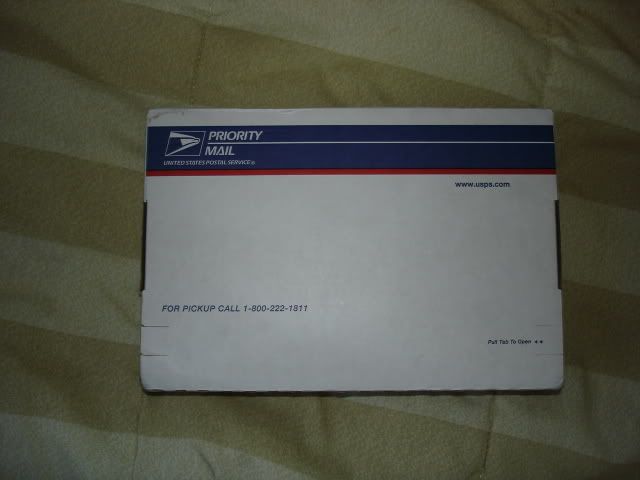 PRIORITY
MAIL
UNITED STATES POSTAL SERVICE®
www.usps.com
FOR PICKUP CALL 1-800-222-1811
Pull Tab To Open